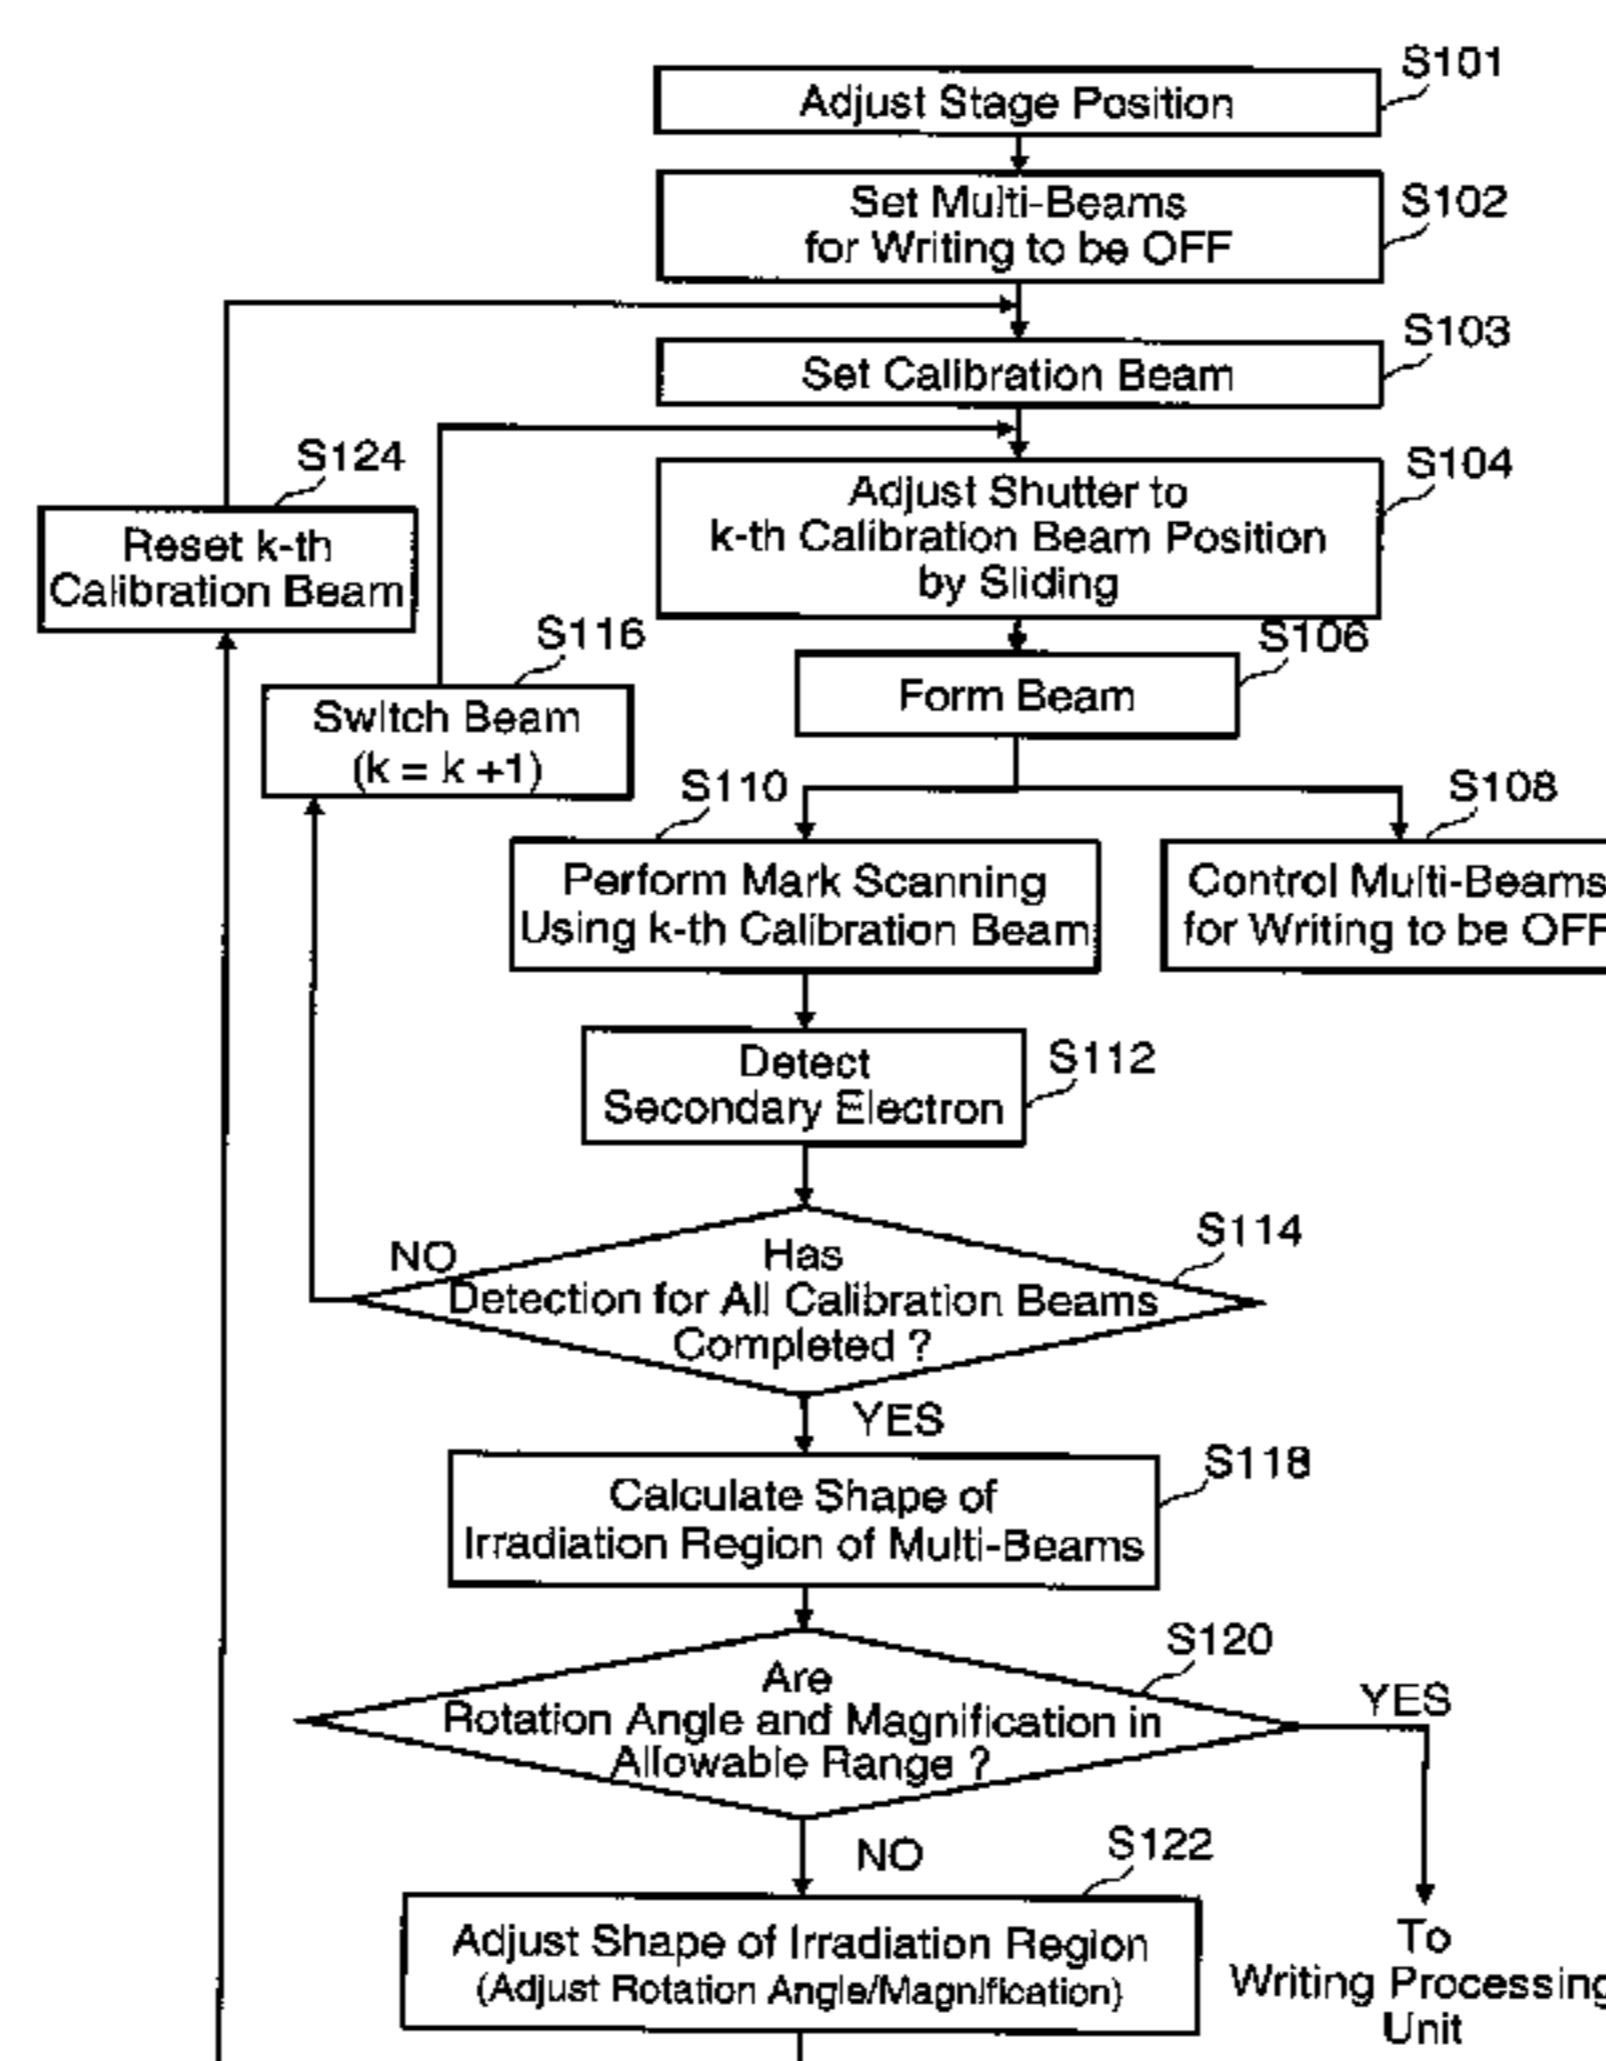 S101
Adjust Stage Position
S102
Set Multi-Beams
for Writing to be OFF
S103
Set Calibration Beam
S124
Reset k-th
Calibration Beam
S104
Adjust Shutter to
k-th Calibration Beam Position
by Sliding
S116
Switch Beam
(k = k +1)
S106
Form Beam
S110
Perform Mark Scanning
Using k-th Calibration Beam
S108
Control Multi-Beams
for Writing to be OFF
S112
Detect
Secondary Electron
S114
NO
Has
Detection for All Calibration Beams
Completed ?
YES
S118
Calculate Shape of
Irradiation Region of Multi-Beams
S120
Are
Rotation Angle and Magnification in
Allowable Range ?
YES
NO
S122
Adjust Shape of Irradiation Region
(Adjust Rotation Angle/Magnification)
To
Writing Processing
Unit